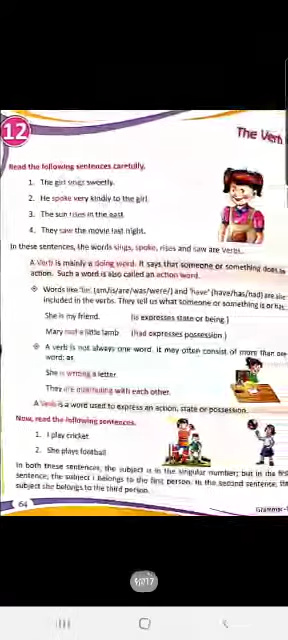 12
The Verb
Read the following sentences carefully.
1. The girl sings sweetly.
2. He spoke very kindly to the girl.
3. The sun rises in the east.
4. They saw the movie last night.
In these sentences, the words sings, spoke, rises and saw are Verbs.
A Verb is mainly a doing word. It says that someone or something does an
action. Such a word is also called an action word.
Words like 'be' (am/is/are/was/were/) and 'have' (have/has/had) are also
included in the verbs. They tell us what someone or something is or has.
She is my friend. (is expresses state or being)
Mary had a little lamb. (had expresses possession.)
A verb is not always one word. It may often consist of more than one
word; as
She is writing a letter.
They are with each other.
A Verb is a word used to express an action, state or possession.
Now, read the following sentences.
1. I play cricket.
2. She plays football.
In both these sentences, the subject is in the singular number; but in the first
sentence, the subject I belongs to the first person. In the second sentence, the
subject she belongs to the third person.
64
Grammar-